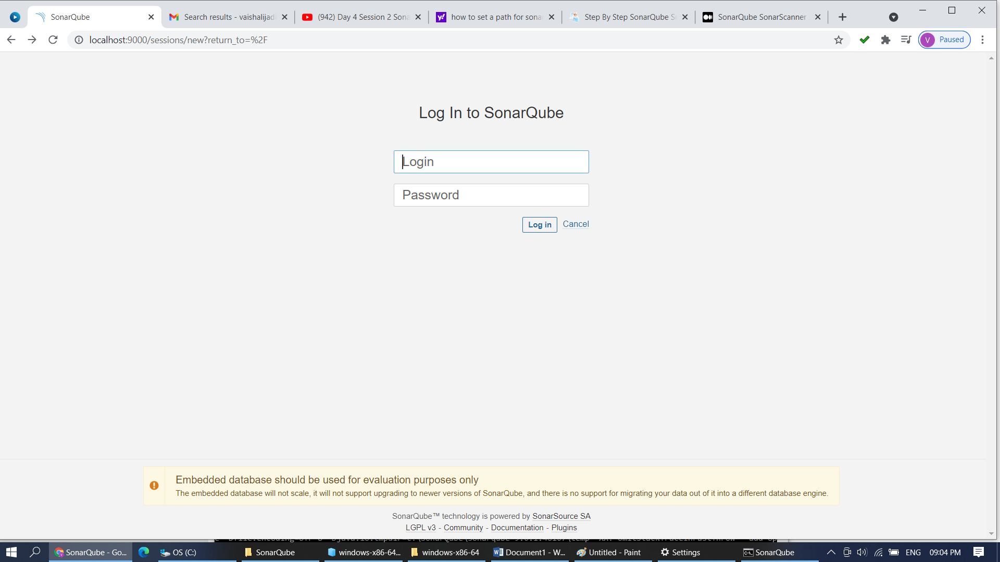 SonarQube
Search results - vaishalijad
(942) Day 4 Session 2 Sona
how to set a path for sona
Step By Step SonarQube S
SonarQube SonarScanner
localhost:9000/sessions/new?return_to=%2F
V Paused
Log In to SonarQube
Login
Password
Log in Cancel
Embedded database should be used for evaluation purposes only
The embedded database will not scale, it will not support upgrading to newer versions of SonarQube, and there is no support for migrating your data out of it into a different database engine.
SonarQube™ technology is powered by SonarSource SA
LGPL v3 - Community - Documentation - Plugins
SonarQube - Go...
OS (C:)
SonarQube
windows-x86-64...
windows-x86-64
Document1 - W...
Untitled - Paint
Settings
SonarQube
ENG
09:04 PM